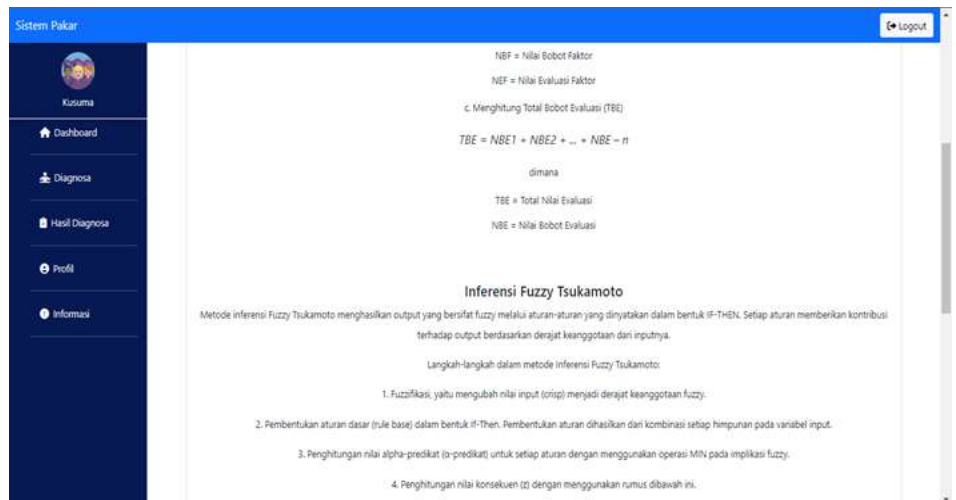 Sistem Pakar
Logout
Kusuma
Dashboard
Diagnosa
Hasil Diagnosa
Profil
Informasi
NBF = Nilai Bobot Faktor
NEF = Nilai Evaluasi Faktor
c. Menghitung Total Bobot Evaluasi (TBE)
TBE = NBE1 + NBE2 + ... + NBE – n
dimana
TBE = Total Nilai Evaluasi
NBE = Nilai Bobot Evaluasi
Inferensi Fuzzy Tsukamoto
Metode inferensi Fuzzy Tsukamoto menghasilkan output yang bersifat fuzzy melalui aturan-aturan yang dinyatakan dalam bentuk IF-THEN. Setiap aturan memberikan kontribusi
terhadap output berdasarkan derajat keanggotaan dari inputnya.
Langkah-langkah dalam metode Inferensi Fuzzy Tsukamoto:
1. Fuzzifikasi, yaitu mengubah nilai input (crisp) menjadi derajat keanggotaan fuzzy.
2. Pembentukan aturan dasar (rule base) dalam bentuk If-Then. Pembentukan aturan dihasilkan dari kombinasi setiap himpunan pada variabel input.
3. Penghitungan nilai alpha-predikat (α-predikat) untuk setiap aturan dengan menggunakan operasi MIN pada implikasi fuzzy.
4. Penghitungan nilai konsekuen (z) dengan menggunakan rumus dibawah ini.